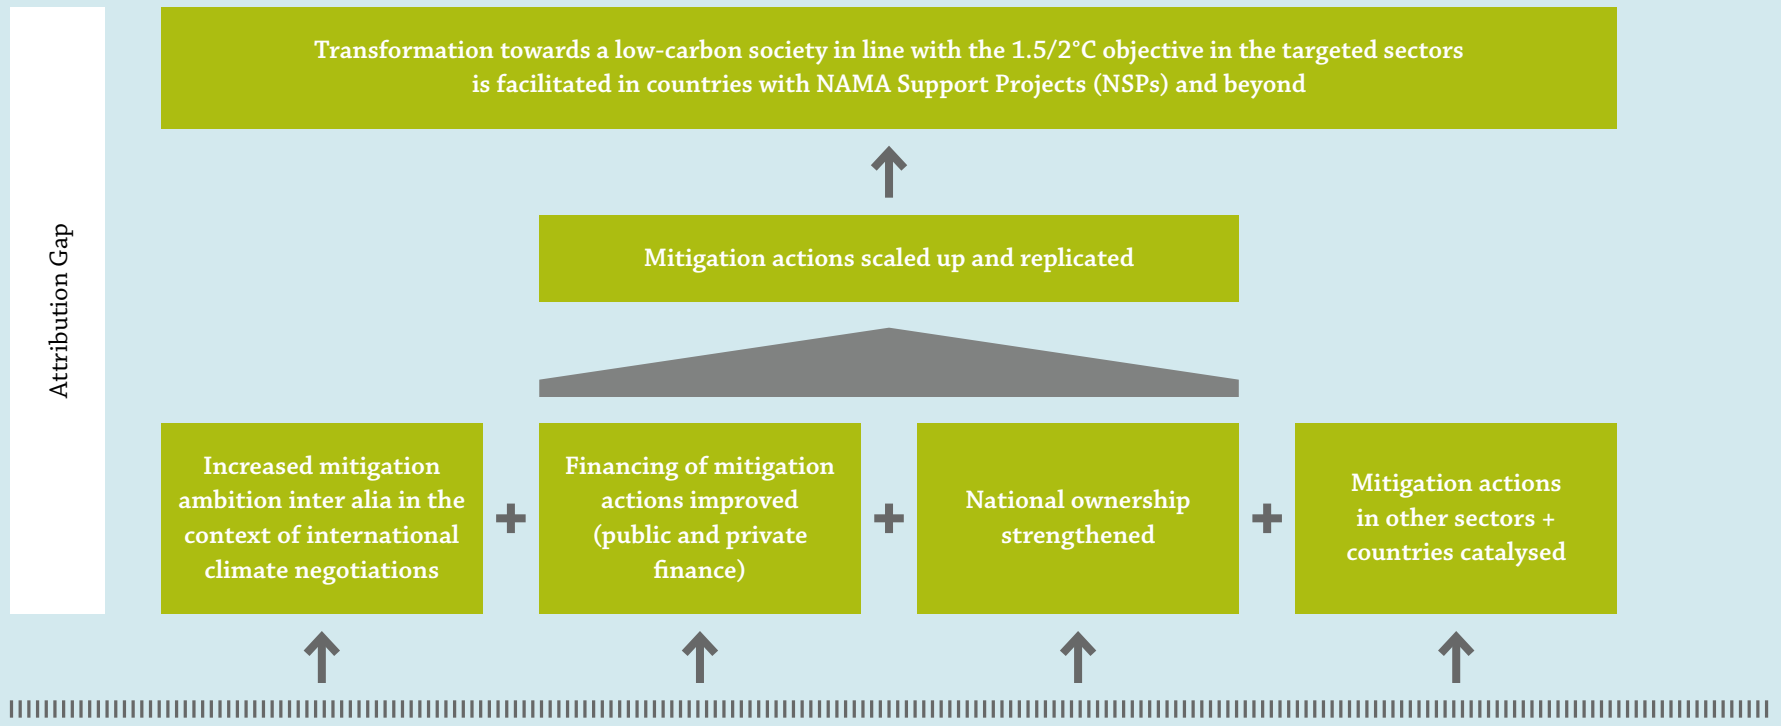 Transformation towards a low-carbon society in line with the 1.5/2°C objective in the targeted sectors
is facilitated in countries with NAMA Support Projects (NSPs) and beyond
Attribution Gap
Mitigation actions scaled up and replicated
Increased mitigation
ambition inter alia in the
context of international
climate negotiations
+
Financing of mitigation
actions improved
(public and private
finance)
+
National ownership
strengthened
+
Mitigation actions
in other sectors +
countries catalysed